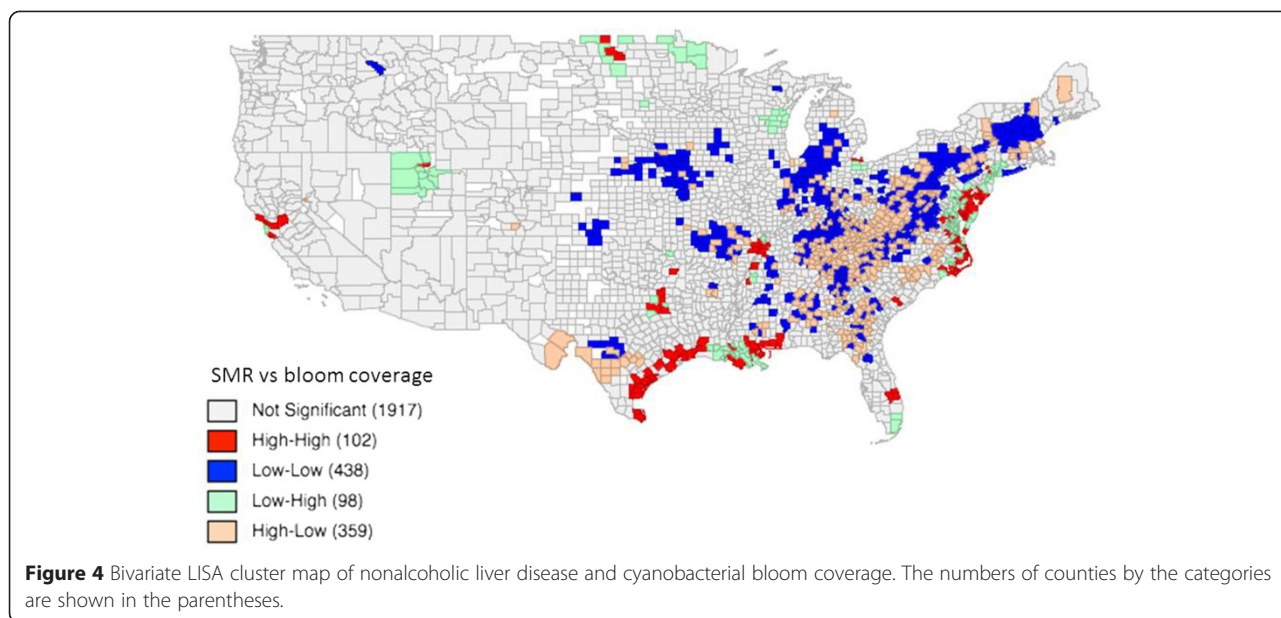 SMR vs bloom coverage
Not Significant (1917)
High-High (102)
Low-Low (438)
Low-High (98)
High-Low (359)
Figure 4 Bivariate LISA cluster map of nonalcoholic liver disease and cyanobacterial bloom coverage. The numbers of counties by the categories
are shown in the parentheses.